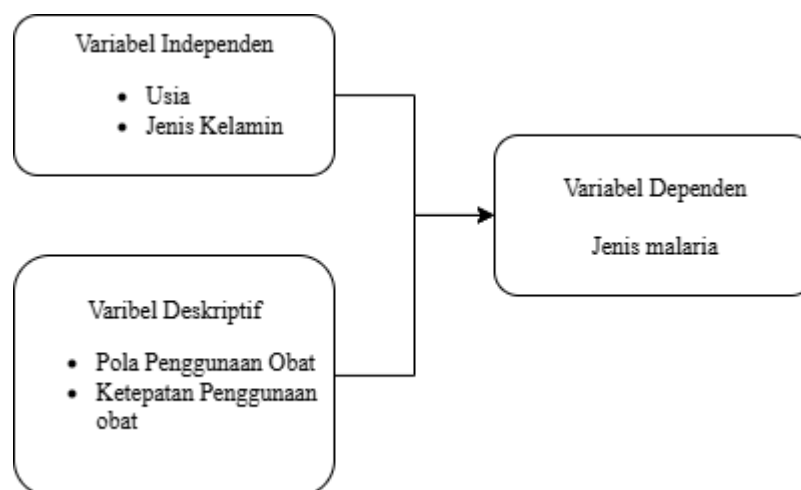 Variabel Independen
• Usia
• Jenis Kelamin
Variabel Dependen
Jenis malaria
Varibel Deskriptif
• Pola Penggunaan Obat
• Ketepatan Penggunaan
obat